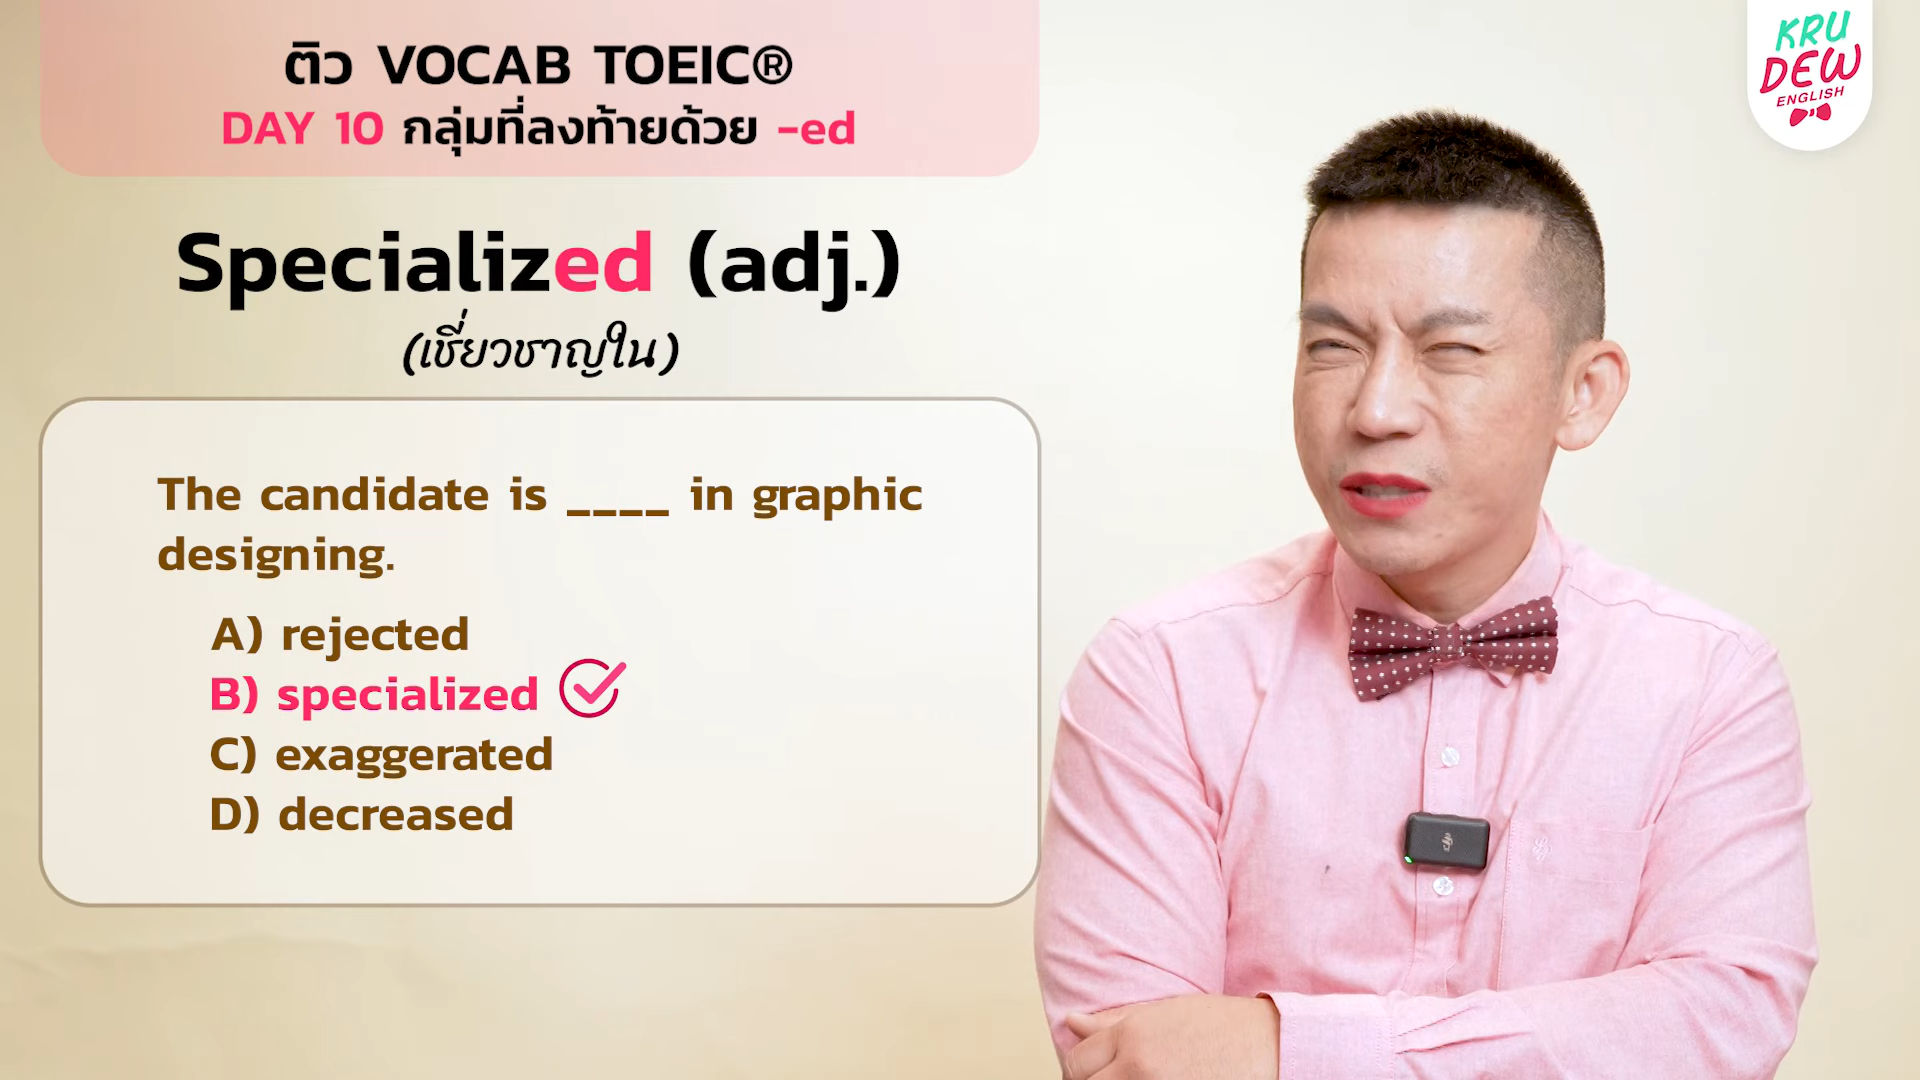 ติว VOCAB TOEIC®
DAY 10 กลุ่มที่ลงท้ายด้วย -ed
KRU
DEW
ENGLISH
Specialized (adj.)
(เชี่ยวชาญใน)
The candidate is ____ in graphic
designing.
A) rejected
B) specialized
C) exaggerated
D) decreased